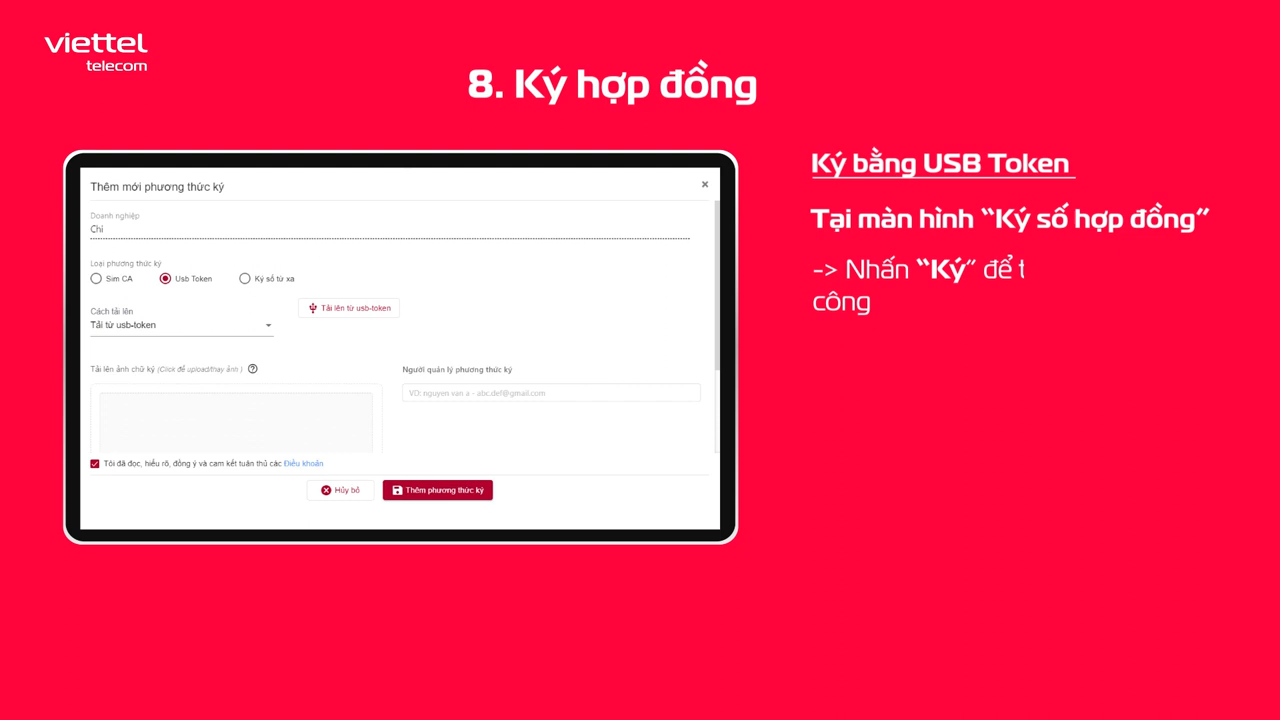 viettel
telecom
8. Ký hợp đồng
Thêm mới phương thức ký
Doanh nghiệp
Chi
Loại phương thức ký
Sim CA
Usb Token
Ký số từ xa
Cách tải lên
Tải từ usb-token
Tải lên từ usb-token
Tải lên ảnh chữ ký (Click để upload/thay ảnh )
Người quản lý phương thức ký
VD: nguyen van a - abc.def@gmail.com
Tôi đã đọc, hiểu rõ, đồng ý và cam kết tuân thủ các Điều khoản
Hủy bỏ
Thêm phương thức ký
Ký bằng USB Token
Tại màn hình “Ký số hợp đồng”
-> Nhấn “Ký” để
công